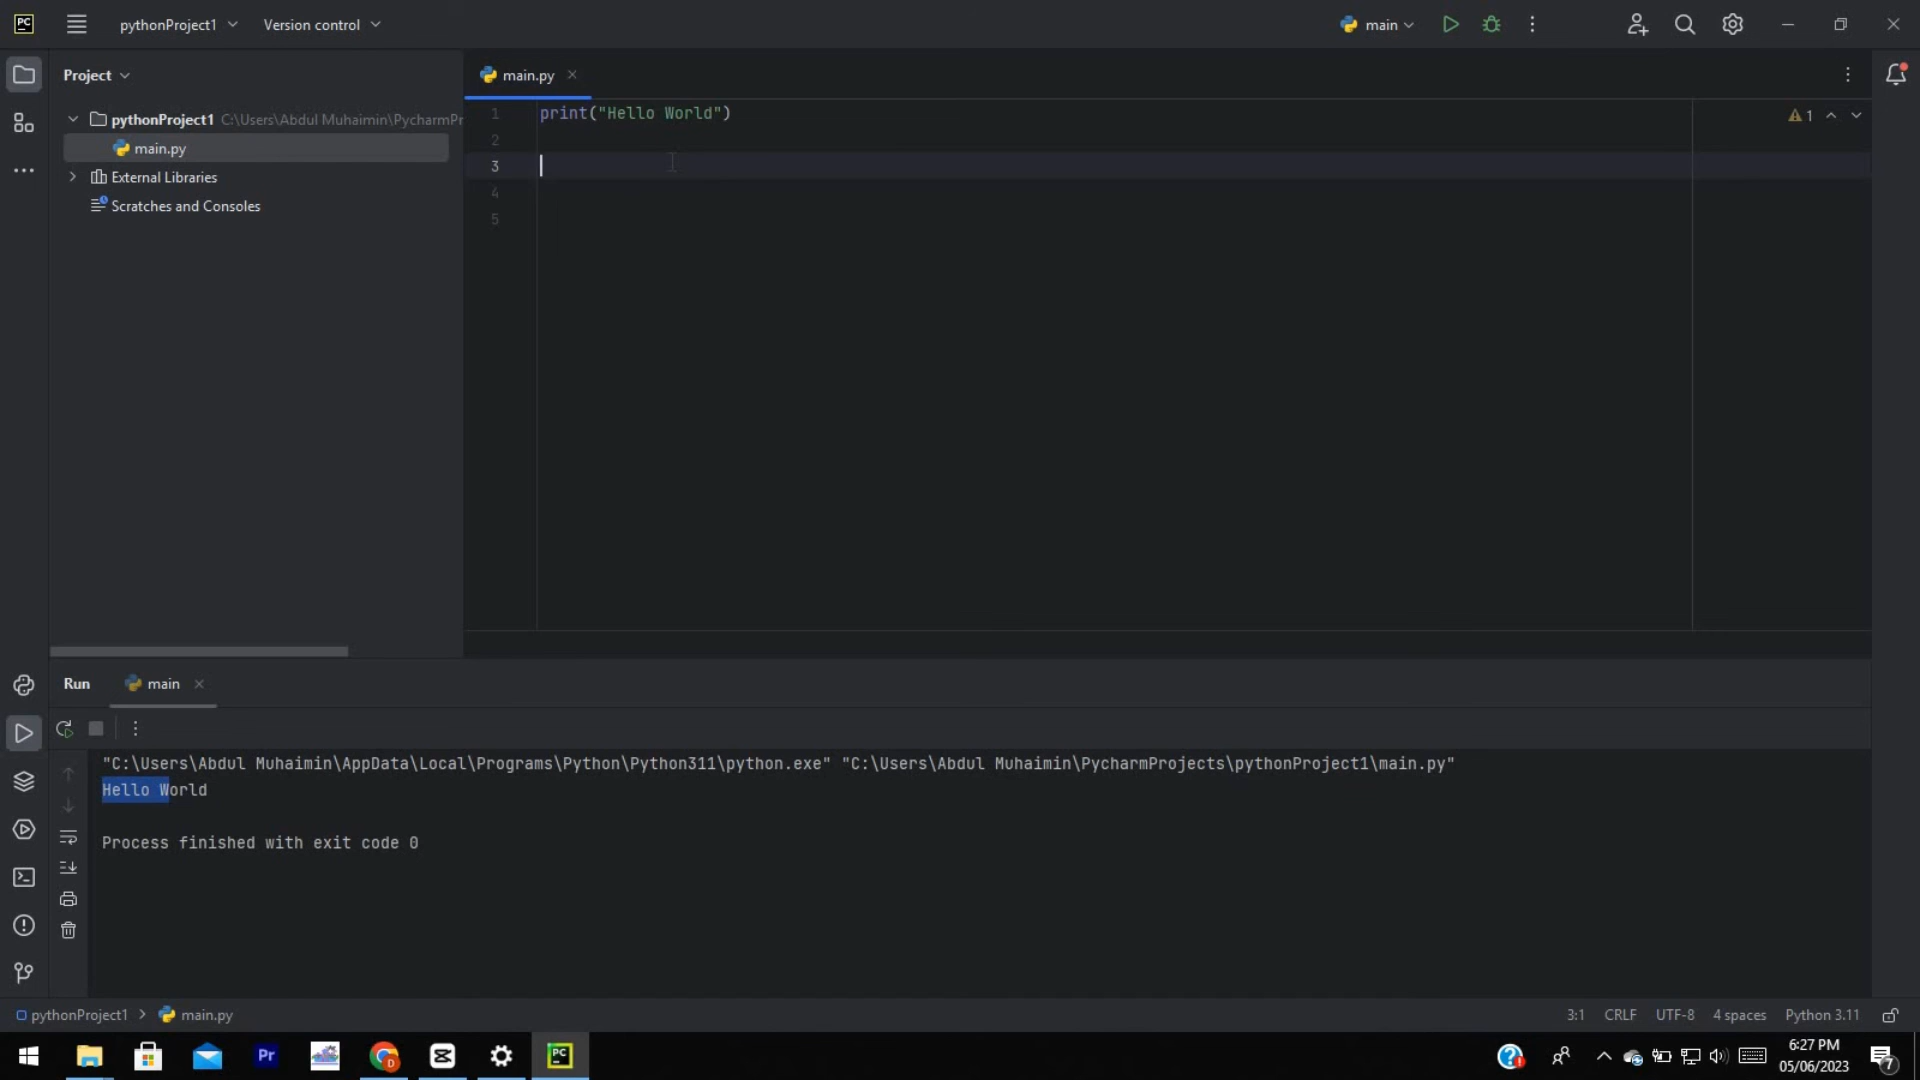 PC pythonProject1 Version control main
Project main.py
pythonProject1 C:\Users\Abdul Muhaimin\PycharmPr
main.py
External Libraries
Scratches and Consoles
1 print("Hello World")
1
2
3
4
5
Run main
"C:\Users\Abdul Muhaimin\AppData\Local\Programs\Python\Python311\python.exe" "C:\Users\Abdul Muhaimin\PycharmProjects\pythonProject1\main.py"
Hello World
Process finished with exit code 0
pythonProject1 > main.py 3:1 CRLF UTF-8 4 spaces Python 3.11
Pr PC 6:27 PM
05/06/2023 7